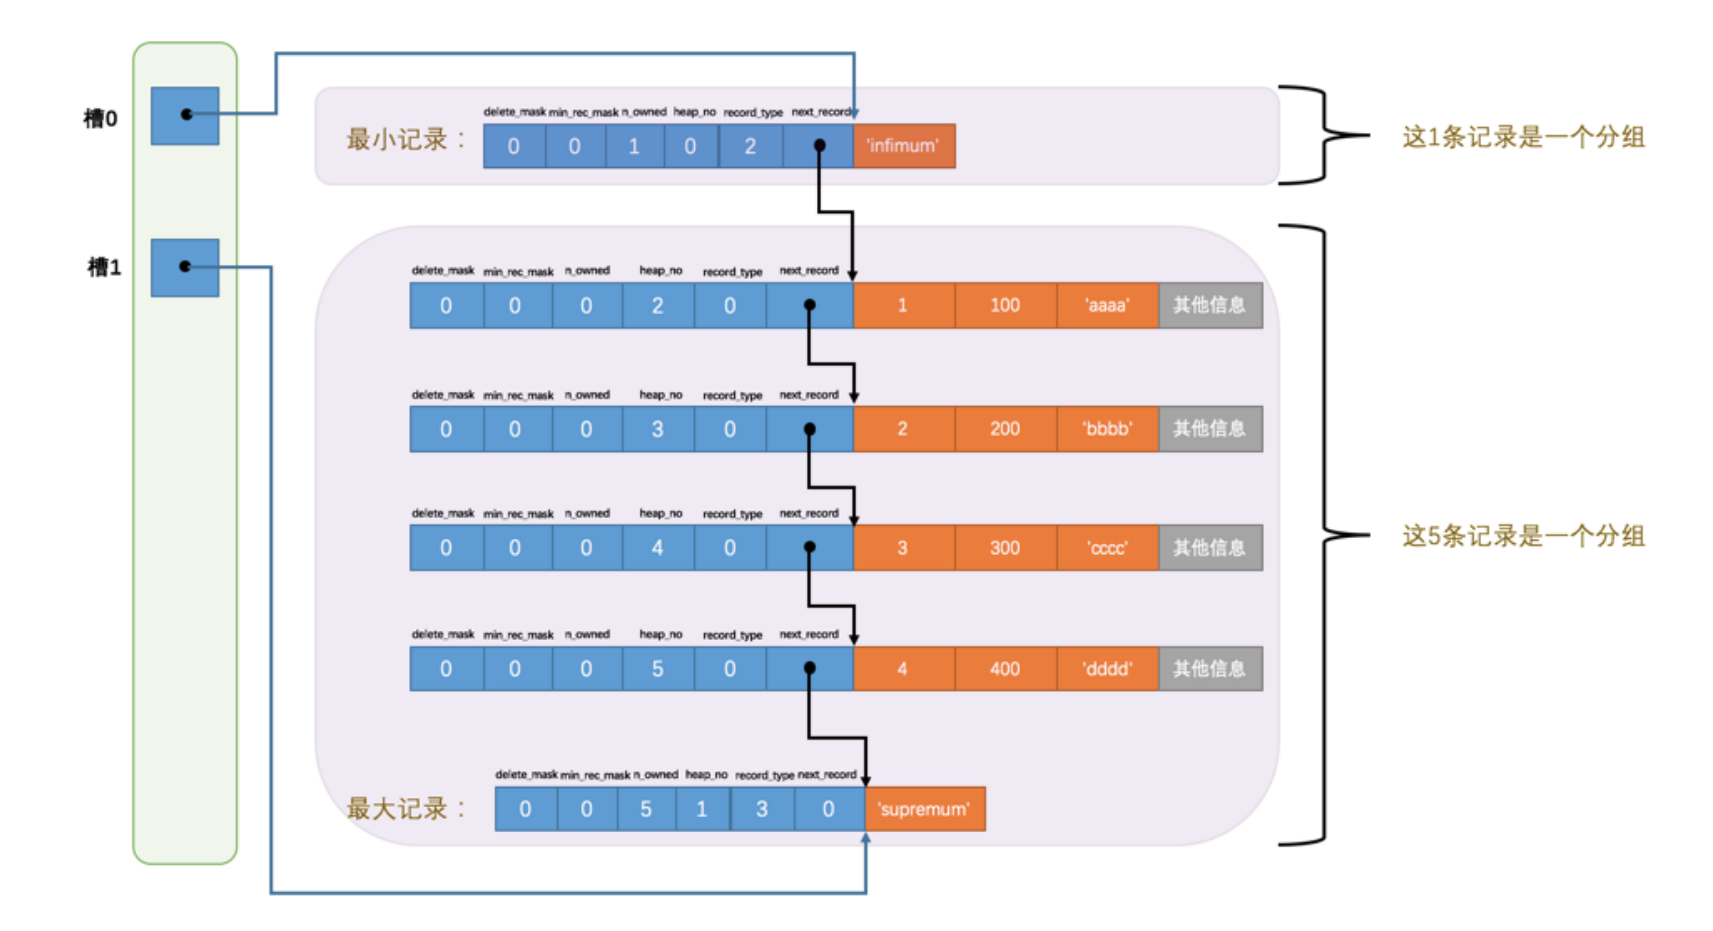 槽0
delete_mask min_rec_mask n_owned heap_no record_type next_record
最小记录：
0 0 1 0 2 'infimum'
这1条记录是一个分组
槽1
delete_mask min_rec_mask n_owned heap_no record_type next_record
0 0 0 2 0 1 100 'aaaa' 其他信息
delete_mask min_rec_mask n_owned heap_no record_type next_record
0 0 0 3 0 2 200 'bbbb' 其他信息
delete_mask min_rec_mask n_owned heap_no record_type next_record
0 0 0 4 0 3 300 'cccc' 其他信息
这5条记录是一个分组
delete_mask min_rec_mask n_owned heap_no record_type next_record
0 0 0 5 0 4 400 'dddd' 其他信息
delete_mask min_rec_mask n_owned heap_no record_type next_record
最大记录：
0 0 5 1 3 0 'supremum'